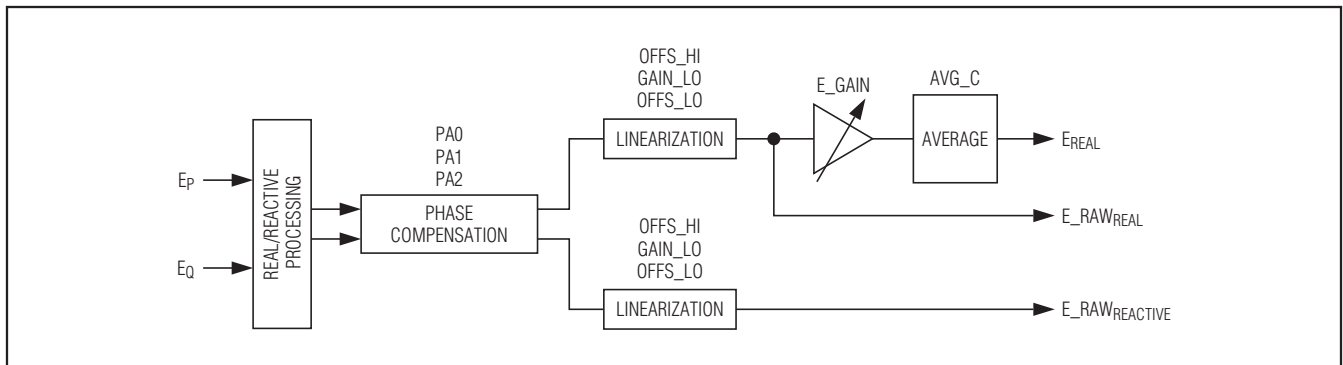 EP
EQ
REAL/REACTIVE
PROCESSING
PA0
PA1
PA2
PHASE
COMPENSATION
OFFS_HI
GAIN_LO
OFFS_LO
LINEARIZATION
E_GAIN
AVG_C
AVERAGE
EREAL
E_RAWREAL
OFFS_HI
GAIN_LO
OFFS_LO
LINEARIZATION
E_RAWREACTIVE